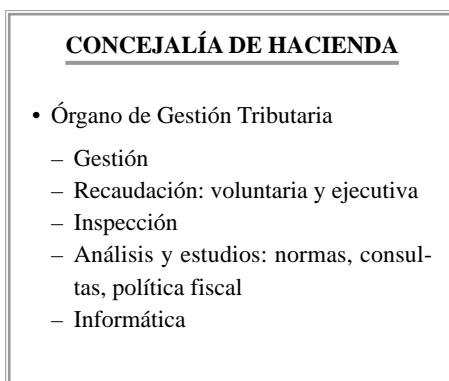 CONCEJALÍA DE HACIENDA
• Órgano de Gestión Tributaria
– Gestión
– Recaudación: voluntaria y ejecutiva
– Inspección
– Análisis y estudios: normas, consul-
tas, política fiscal
– Informática